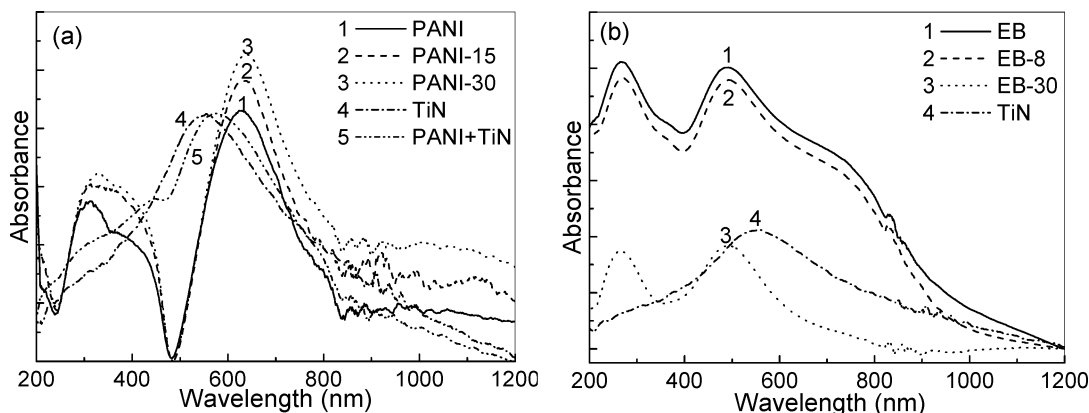 (a)
1 PANI
2 PANI-15
3 PANI-30
4 TiN
5 PANI+TiN
3
2
1
4
5
Absorbance
200 400 600 800 1000 1200
Wavelength (nm)
(b)
1 EB
2 EB-8
3 EB-30
4 TiN
1
2
3
4
Absorbance
200 400 600 800 1000 1200
Wavelength (nm)